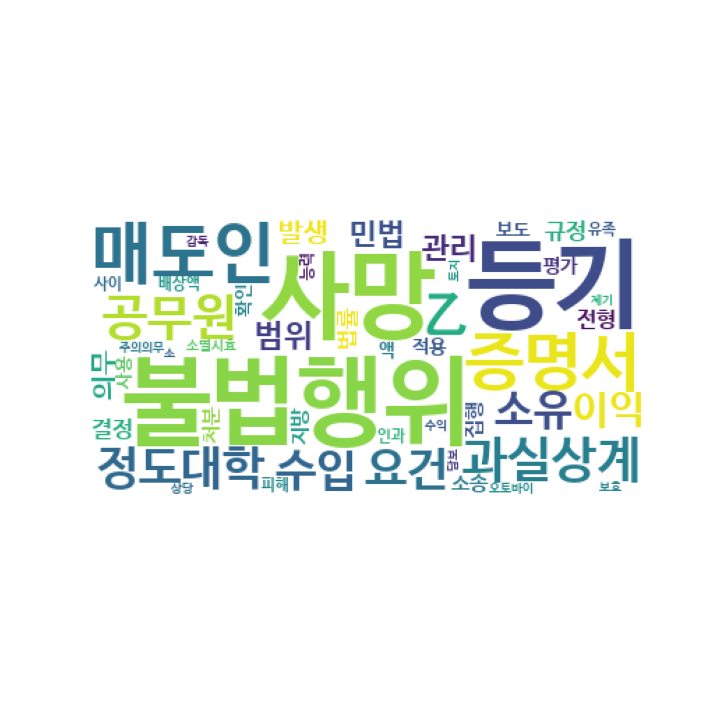 매도인
감독
발생
민법
관리
보도
규정
유족
사이
배상액
확인
능력
사망
토지
등기
평가
제기
공무원
범위
법률
乙
전형
주의의무
소
소멸시효
액
적용
증명서
의무
사용
불법행위
소유
이익
결정
처분
지방
인과
수익
집행
정도대학
수입
요건
담보
과실상계
상당
피해
소송
오토바이
보호